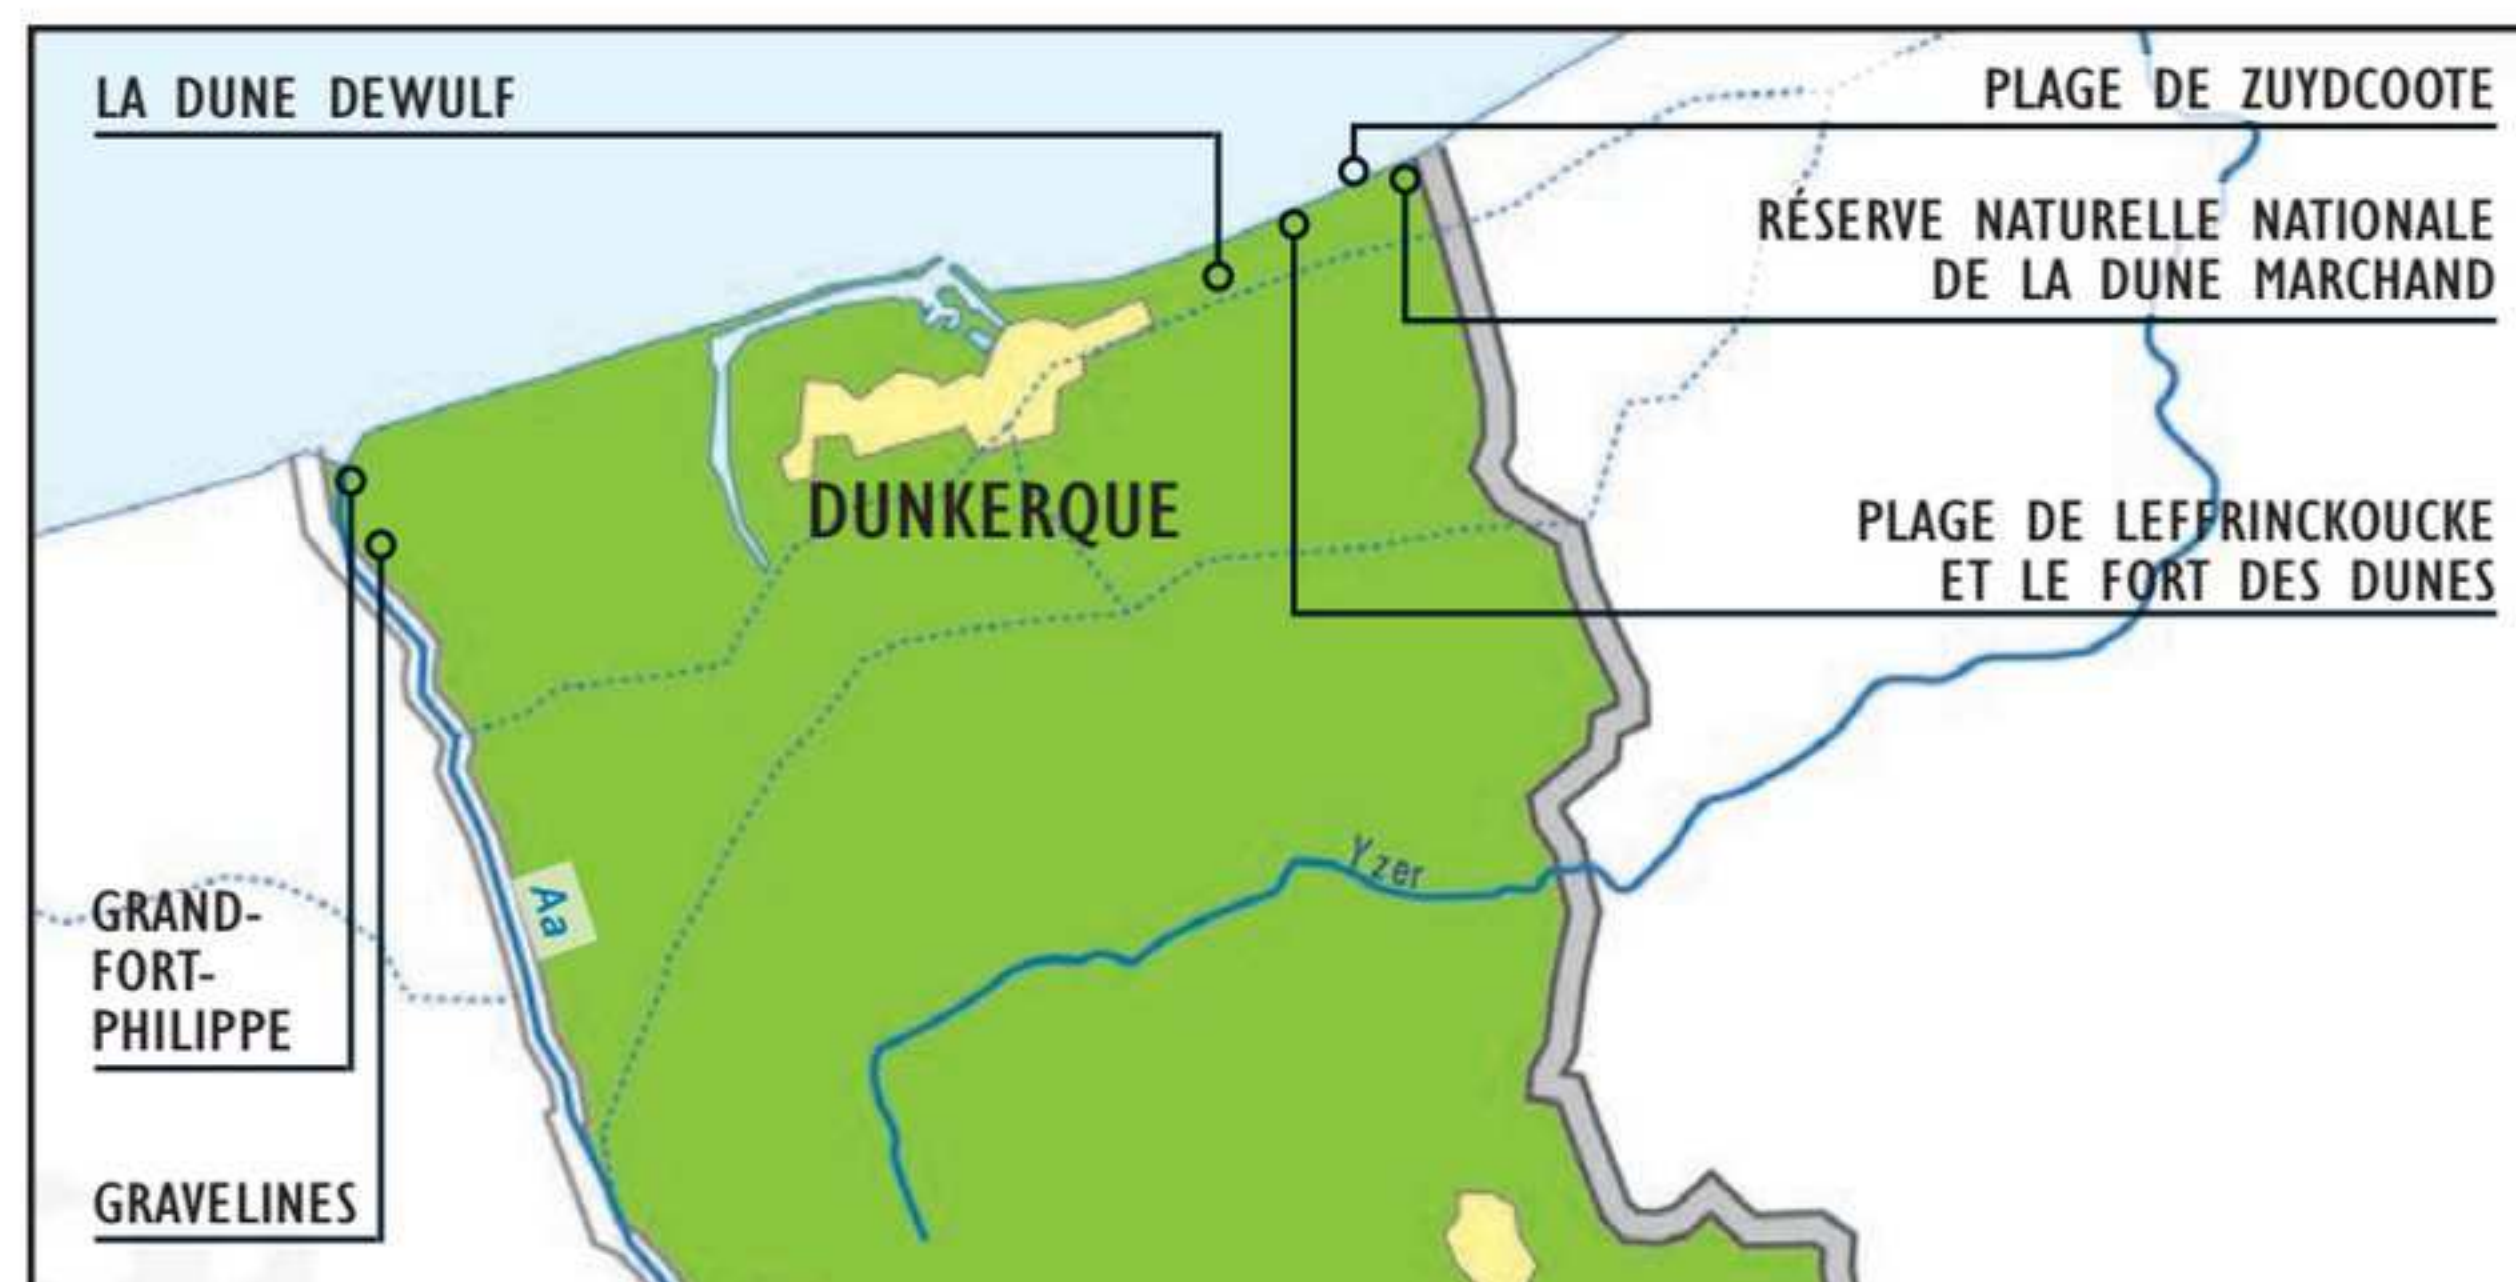 LA DUNE DEWULF
PLAGE DE ZUYDCOOTE
RÉSERVE NATURELLE NATIONALE
DE LA DUNE MARCHAND
DUNKERQUE
PLAGE DE LEFFRINCKOUCKE
ET LE FORT DES DUNES
Yzer
Aa
GRAND-
FORT-
PHILIPPE
GRAVELINES